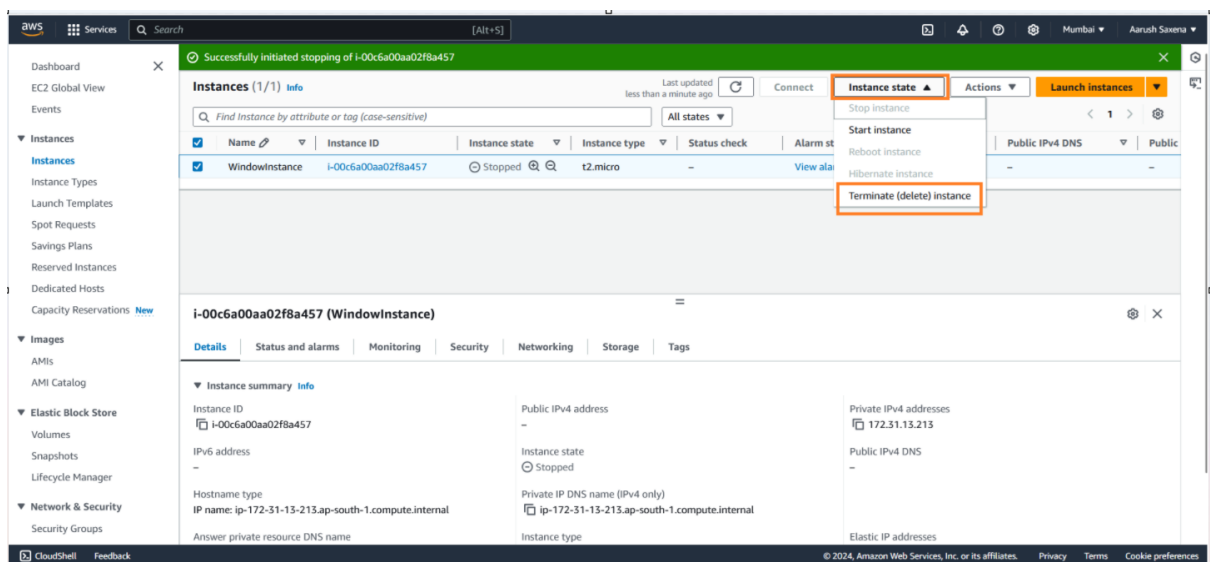 aws Services Search [Alt+S] Mumbai ▼ Aarush Saxena ▼
Successfully initiated stopping of i-00c6a00aa02f8a457
Dashboard
EC2 Global View
Events
Instances
Instances
Instance Types
Launch Templates
Spot Requests
Savings Plans
Reserved Instances
Dedicated Hosts
Capacity Reservations New
Images
AMIs
AMI Catalog
Elastic Block Store
Volumes
Snapshots
Lifecycle Manager
Network & Security
Security Groups
Instances (1/1) Info
Last updated
less than a minute ago
Connect
Instance state ▲
Actions ▼
Launch instances ▼
Find Instance by attribute or tag (case-sensitive)
All states ▼
< 1 >
Stop instance
Start instance
Reboot instance
Hibernate instance
Terminate (delete) instance
Name Instance ID Instance state Instance type Status check Alarm st Public IPv4 DNS Public
WindowInstance i-00c6a00aa02f8a457 Stopped t2.micro – View ala – –
i-00c6a00aa02f8a457 (WindowInstance)
Details Status and alarms Monitoring Security Networking Storage Tags
Instance summary Info
Instance ID
i-00c6a00aa02f8a457
Public IPv4 address
–
Private IPv4 addresses
172.31.13.213
IPv6 address
–
Instance state
Stopped
Public IPv4 DNS
–
Hostname type
IP name: ip-172-31-13-213.ap-south-1.compute.internal
Private IP DNS name (IPv4 only)
ip-172-31-13-213.ap-south-1.compute.internal
Answer private resource DNS name
Instance type
Elastic IP addresses
CloudShell Feedback © 2024, Amazon Web Services, Inc. or its affiliates. Privacy Terms Cookie preferences